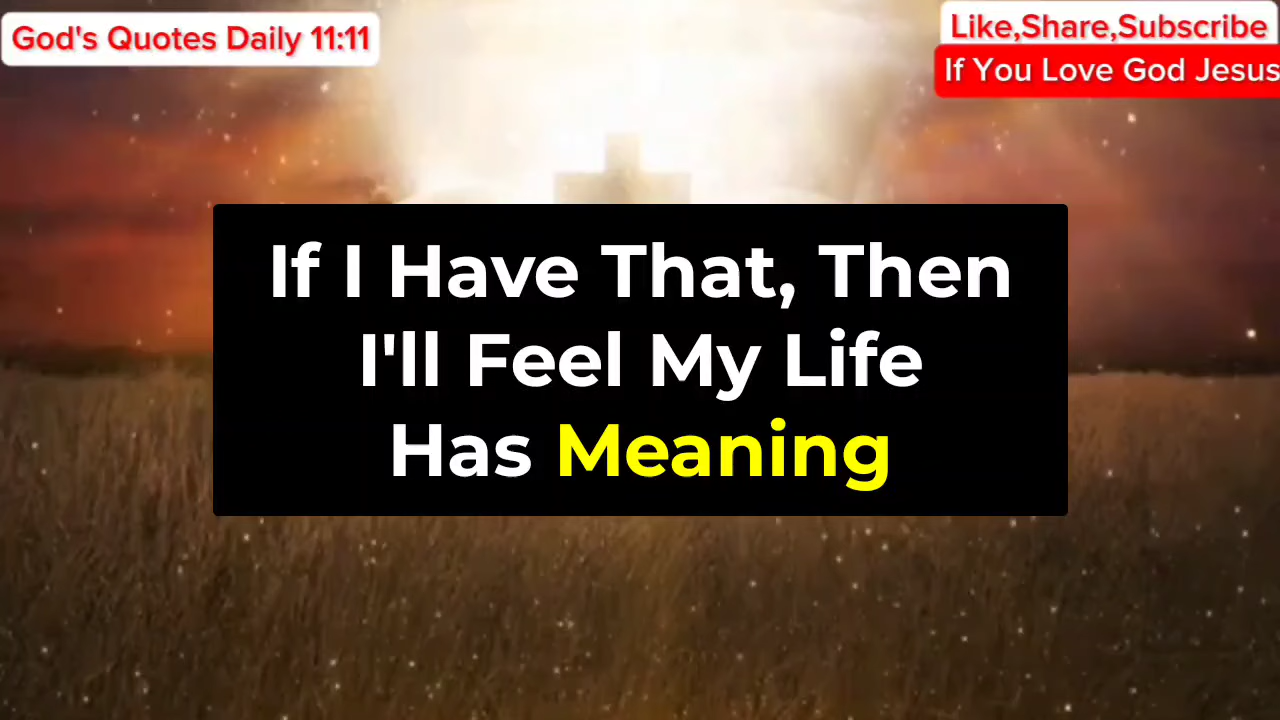 God's Quotes Daily 11:11
Like,Share,Subscribe
If You Love God Jesus
If I Have That, Then
I'll Feel My Life
Has Meaning